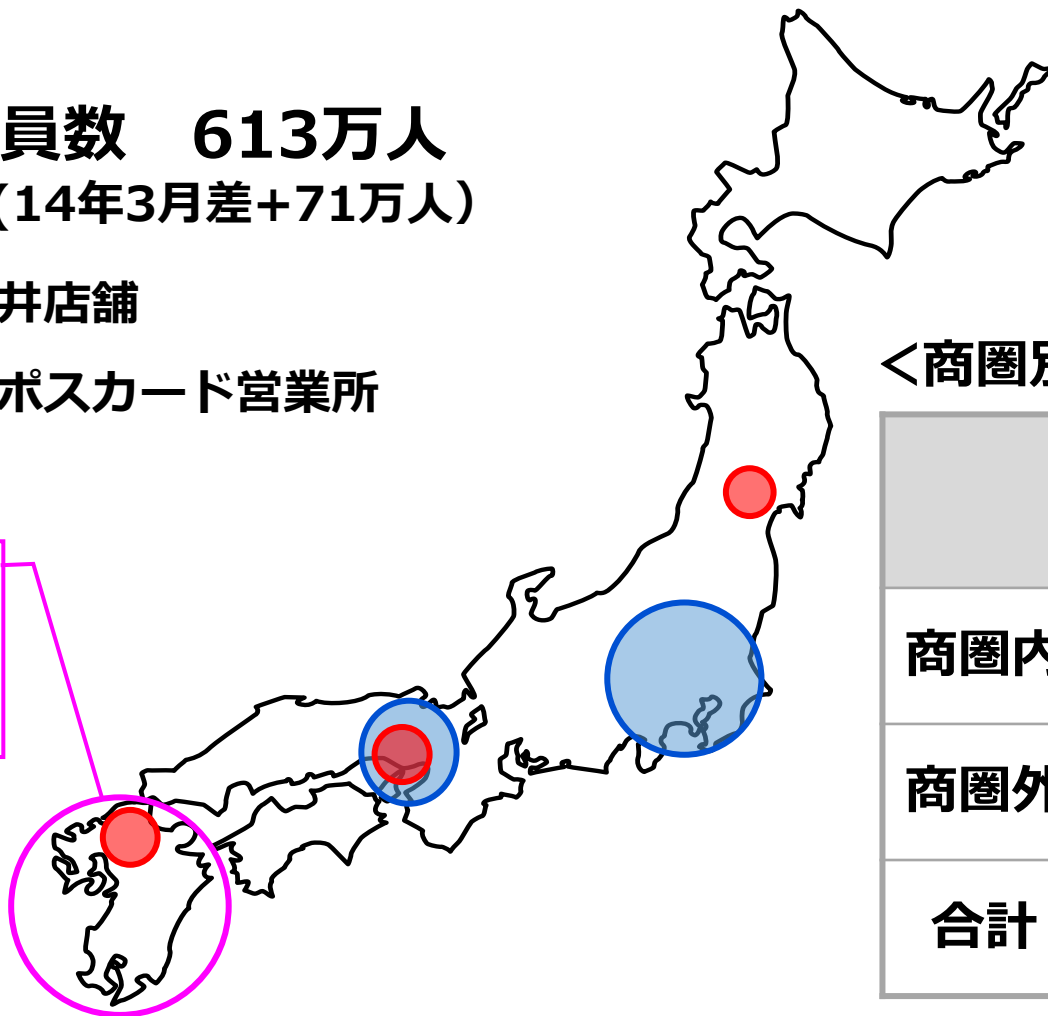 員数　613万人
(14年3月差+71万人）
井店舗
ポスカード営業所
＜商圏別
商圏内
商圏外
合計